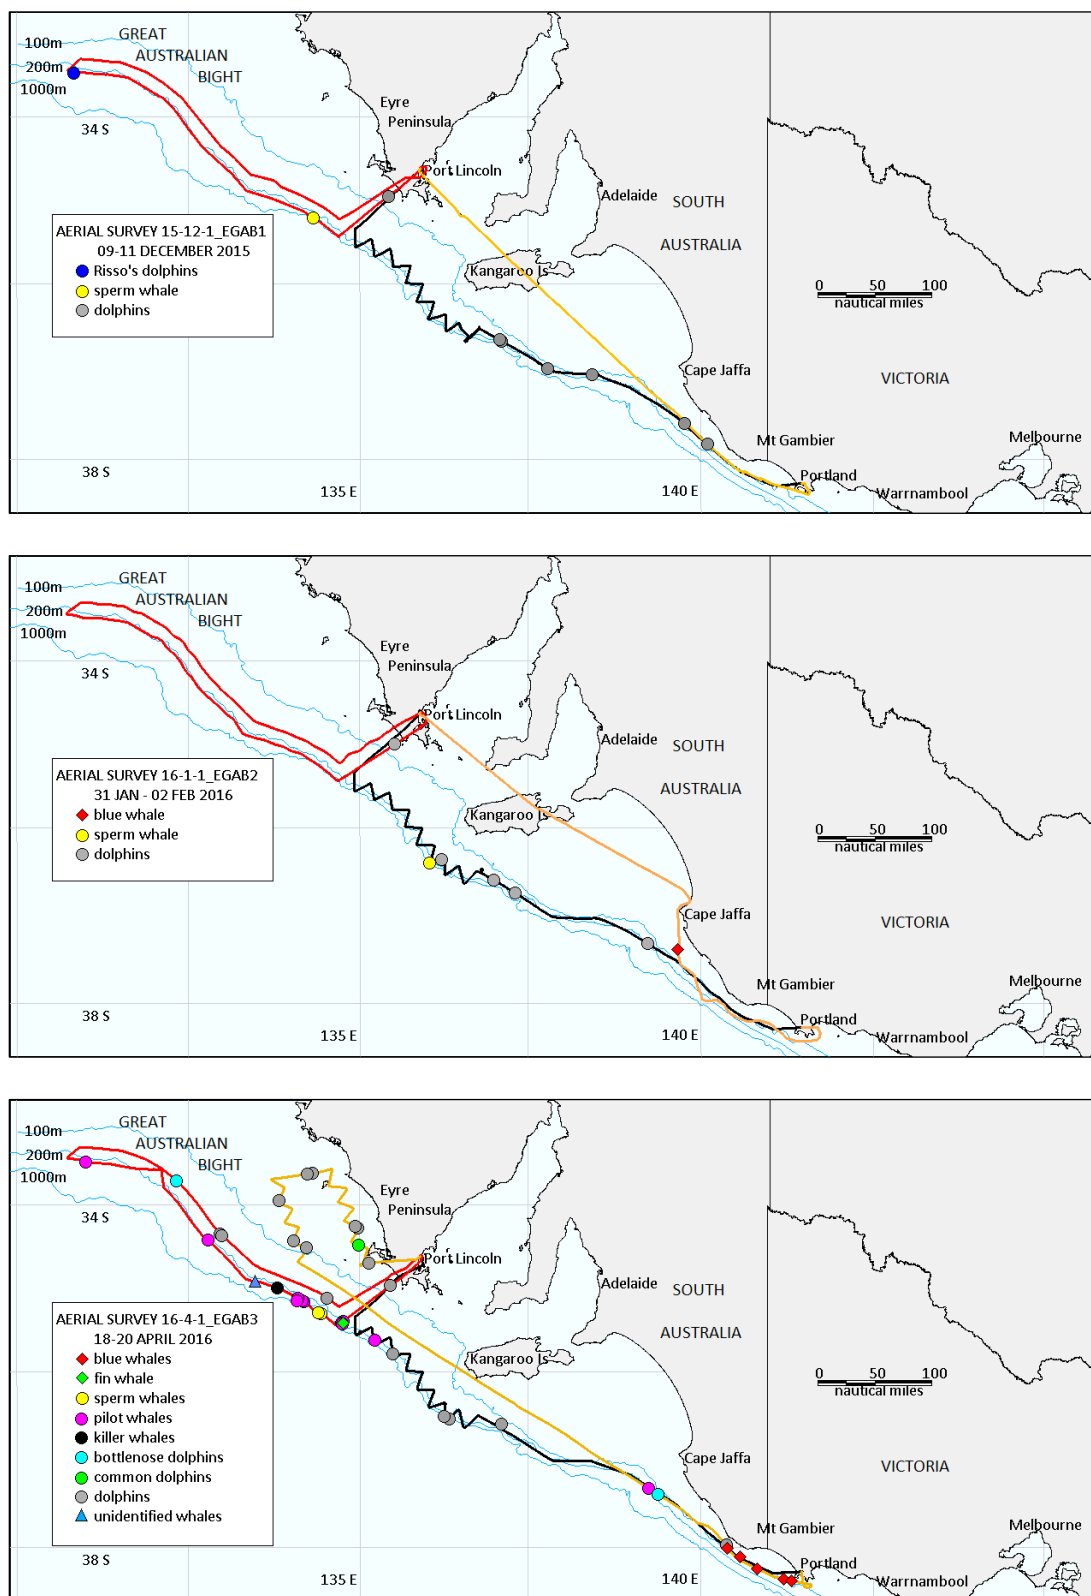 GREAT
100m
AUSTRALIAN
200m
BIGHT
1000m
Eyre
Peninsula
34 S
Port Lincoln
Adelaide
SOUTH
AUSTRALIA
AERIAL SURVEY 15-12-1_EGAB1
09-11 DECEMBER 2015
Risso's dolphins
sperm whale
dolphins
Kangaroo Is
0 50 100
nautical miles
Cape Jaffa
VICTORIA
Mt Gambier
Melbourne
38 S
Portland
135 E
140 E
Warrnambool
GREAT
100m
AUSTRALIAN
200m
BIGHT
1000m
Eyre
Peninsula
34 S
Port Lincoln
Adelaide
SOUTH
AUSTRALIA
AERIAL SURVEY 16-1-1_EGAB2
31 JAN - 02 FEB 2016
blue whale
sperm whale
dolphins
Kangaroo Is
0 50 100
nautical miles
Cape Jaffa
VICTORIA
Mt Gambier
Melbourne
38 S
Portland
135 E
140 E
Warrnambool
GREAT
100m
AUSTRALIAN
200m
BIGHT
1000m
Eyre
Peninsula
34 S
Port Lincoln
Adelaide
SOUTH
AUSTRALIA
AERIAL SURVEY 16-4-1_EGAB3
18-20 APRIL 2016
blue whales
fin whale
sperm whales
pilot whales
killer whales
bottlenose dolphins
common dolphins
dolphins
unidentified whales
Kangaroo Is
0 50 100
nautical miles
Cape Jaffa
VICTORIA
Mt Gambier
Melbourne
38 S
Portland
135 E
140 E
Warrnambool